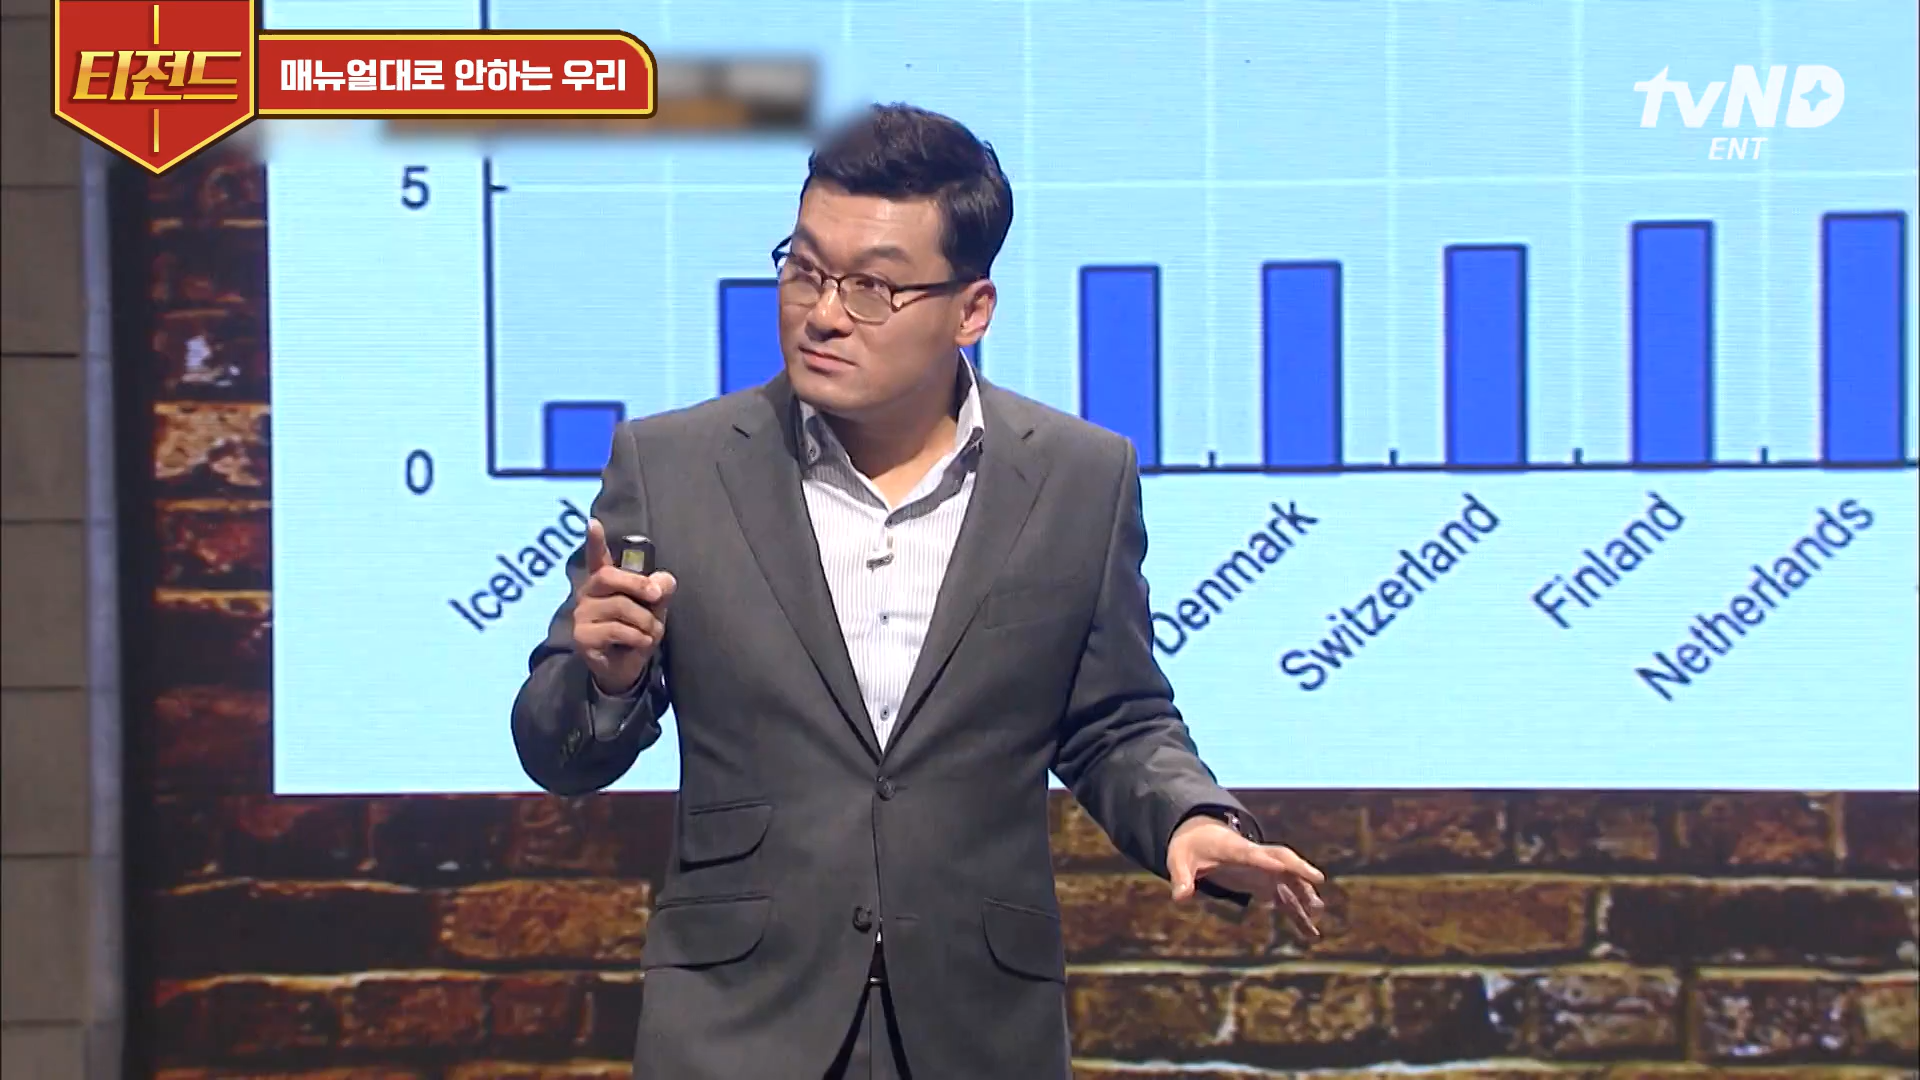 티전드
매뉴얼대로 안하는 우리
tvND
ENT
5
0
Iceland
Denmark
Switzerland
Finland
Netherlands